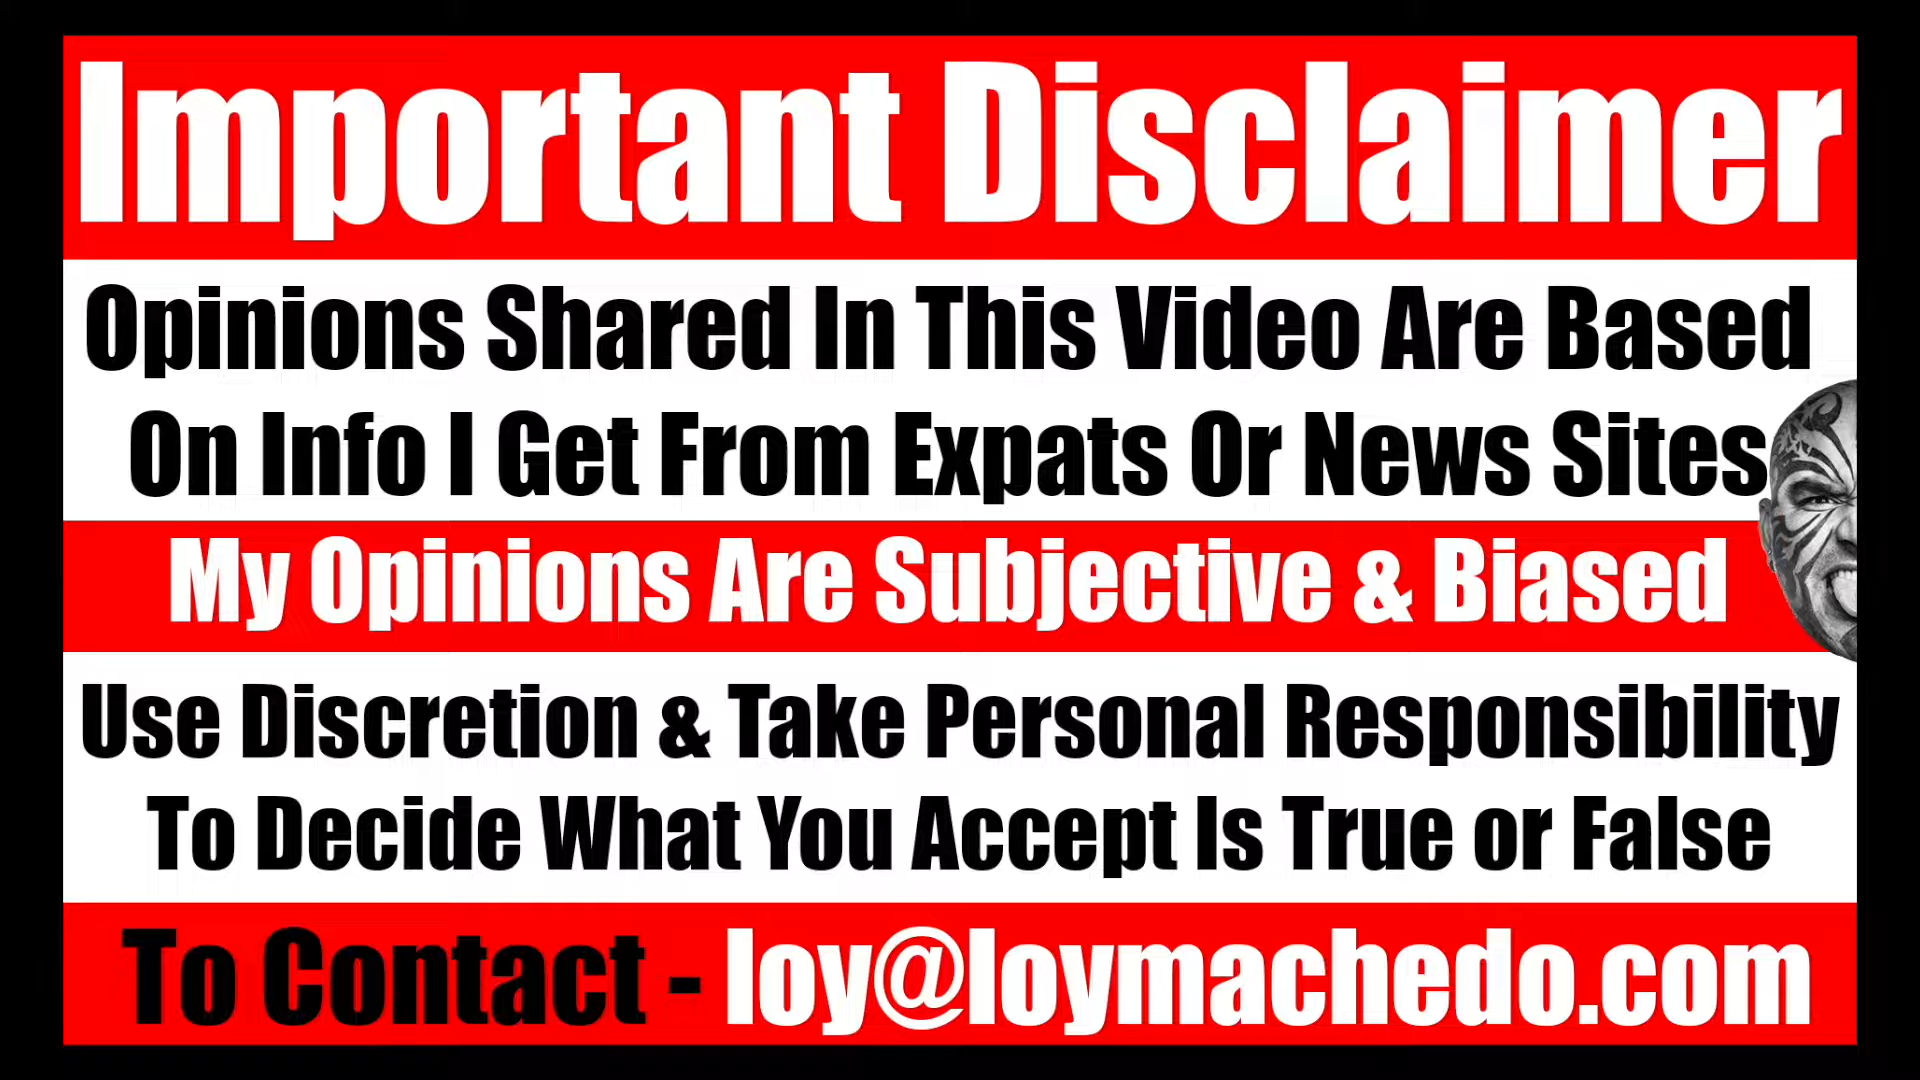 Important Disclaimer
Opinions Shared In This Video Are Based
On Info I Get From Expats Or News Sites
My Opinions Are Subjective & Biased
Use Discretion & Take Personal Responsibility
To Decide What You Accept Is True or False
To Contact - loy@loymachedo.com